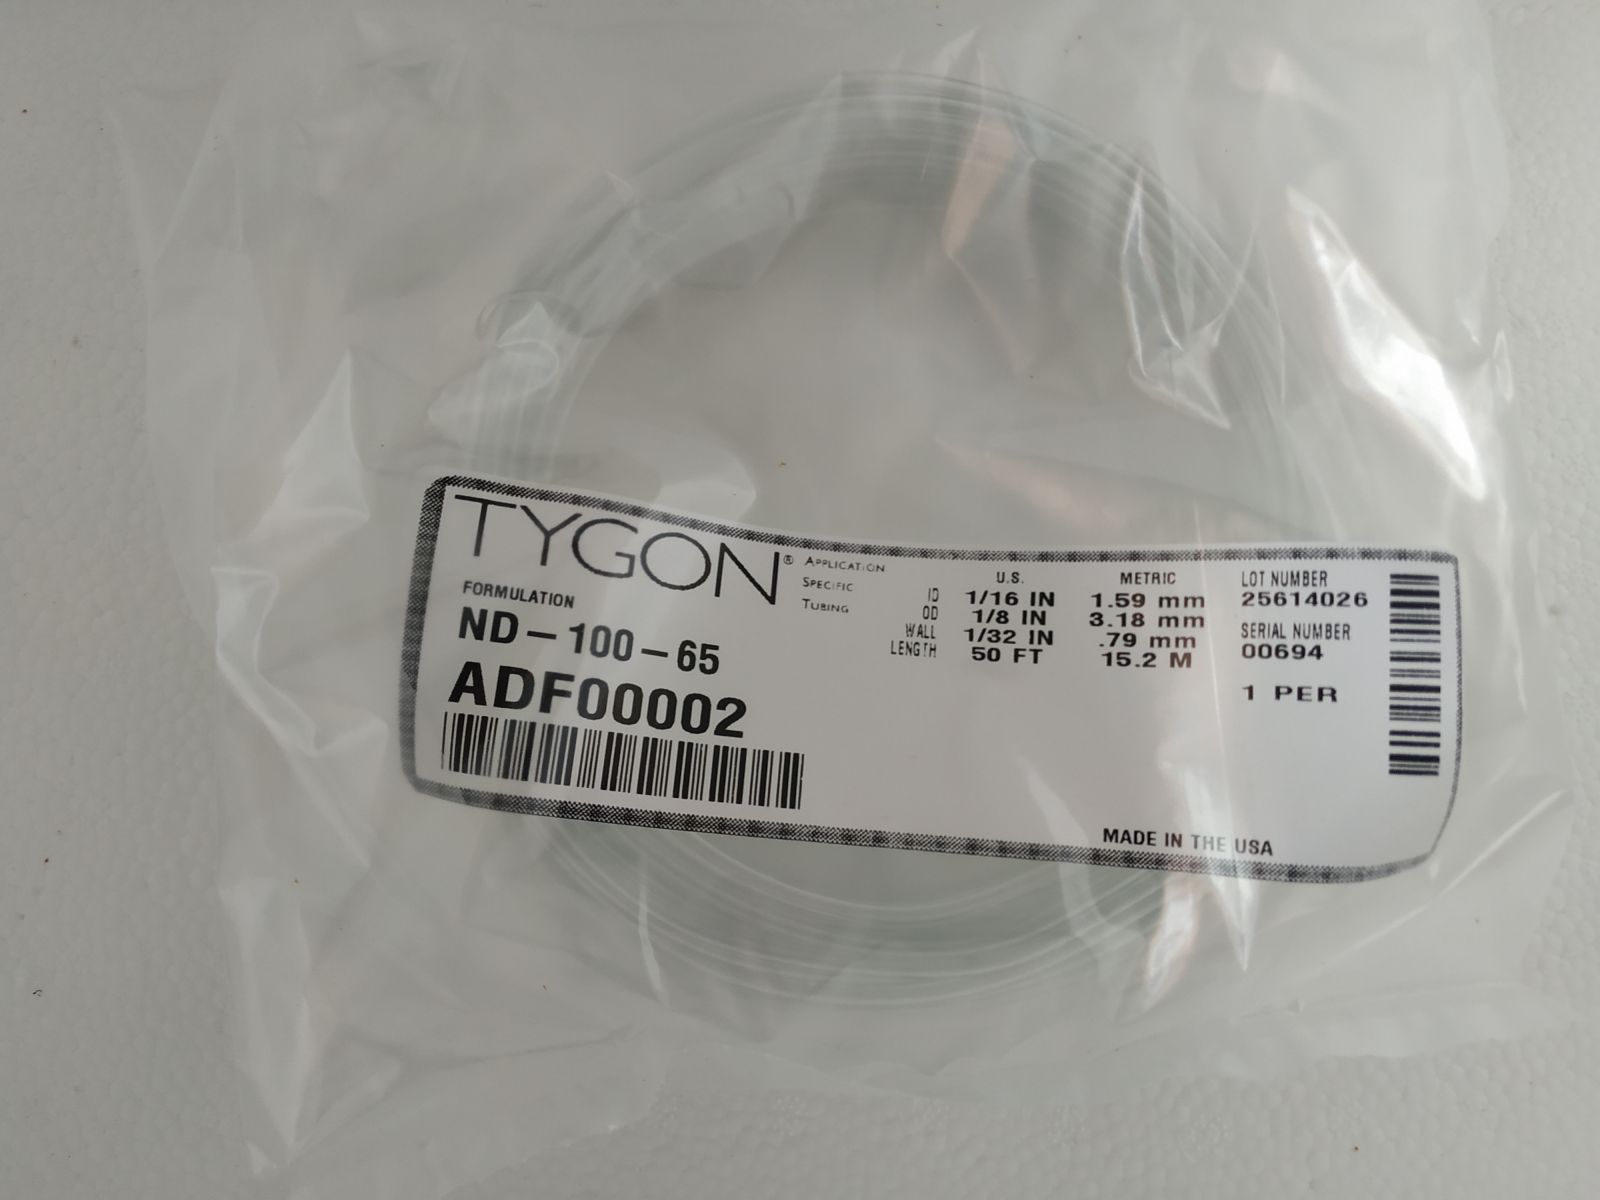 TYGON®
APPLICATION
SPECIFIC
TUBING
FORMULATION
ND-100-65
ADF00002
U.S. METRIC
ID 1/16 IN 1.59 mm
OD 1/8 IN 3.18 mm
WALL 1/32 IN .79 mm
LENGTH 50 FT 15.2 M
LOT NUMBER
25614026
SERIAL NUMBER
00694
1 PER
MADE IN THE USA